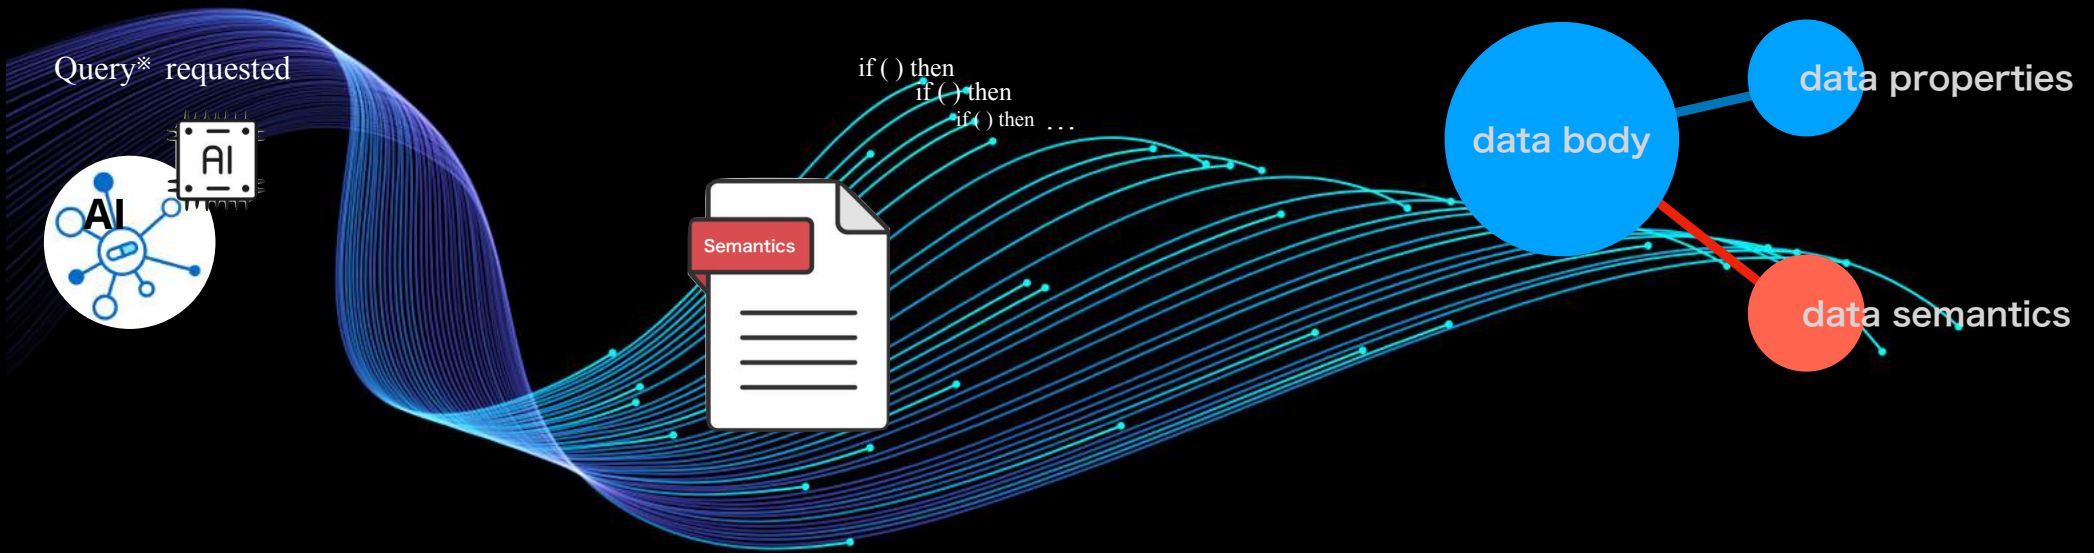 Query※ requested
AI
AI
if ( ) then
if ( ) then
if ( ) then …
Semantics
data body
data properties
data semantics